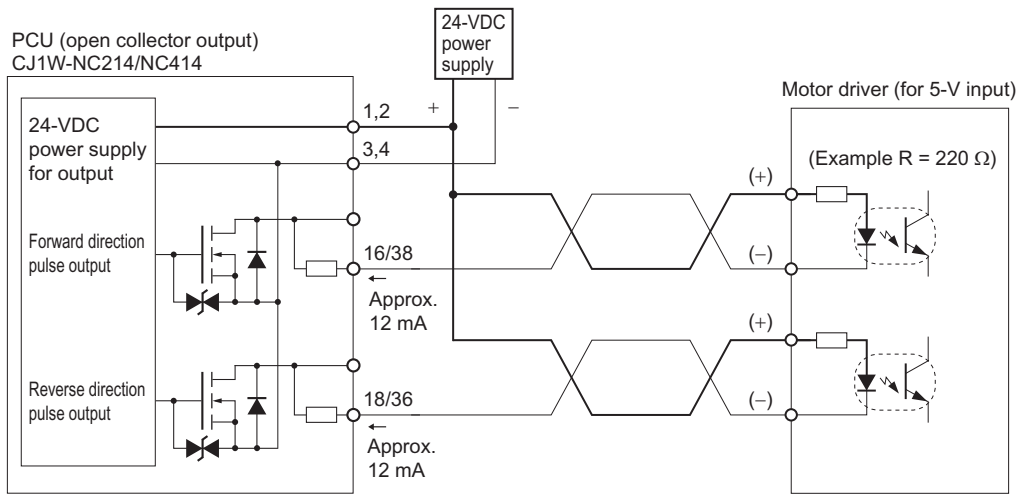 24-VDC
power
supply
PCU (open collector output)
CJ1W-NC214/NC414
Motor driver (for 5-V input)
+
−
1,2
24-VDC
power supply
for output
3,4
(Example R = 220 Ω)
(+)
Forward direction
pulse output
16/38
(−)
Approx.
12 mA
(+)
Reverse direction
pulse output
18/36
(−)
Approx.
12 mA